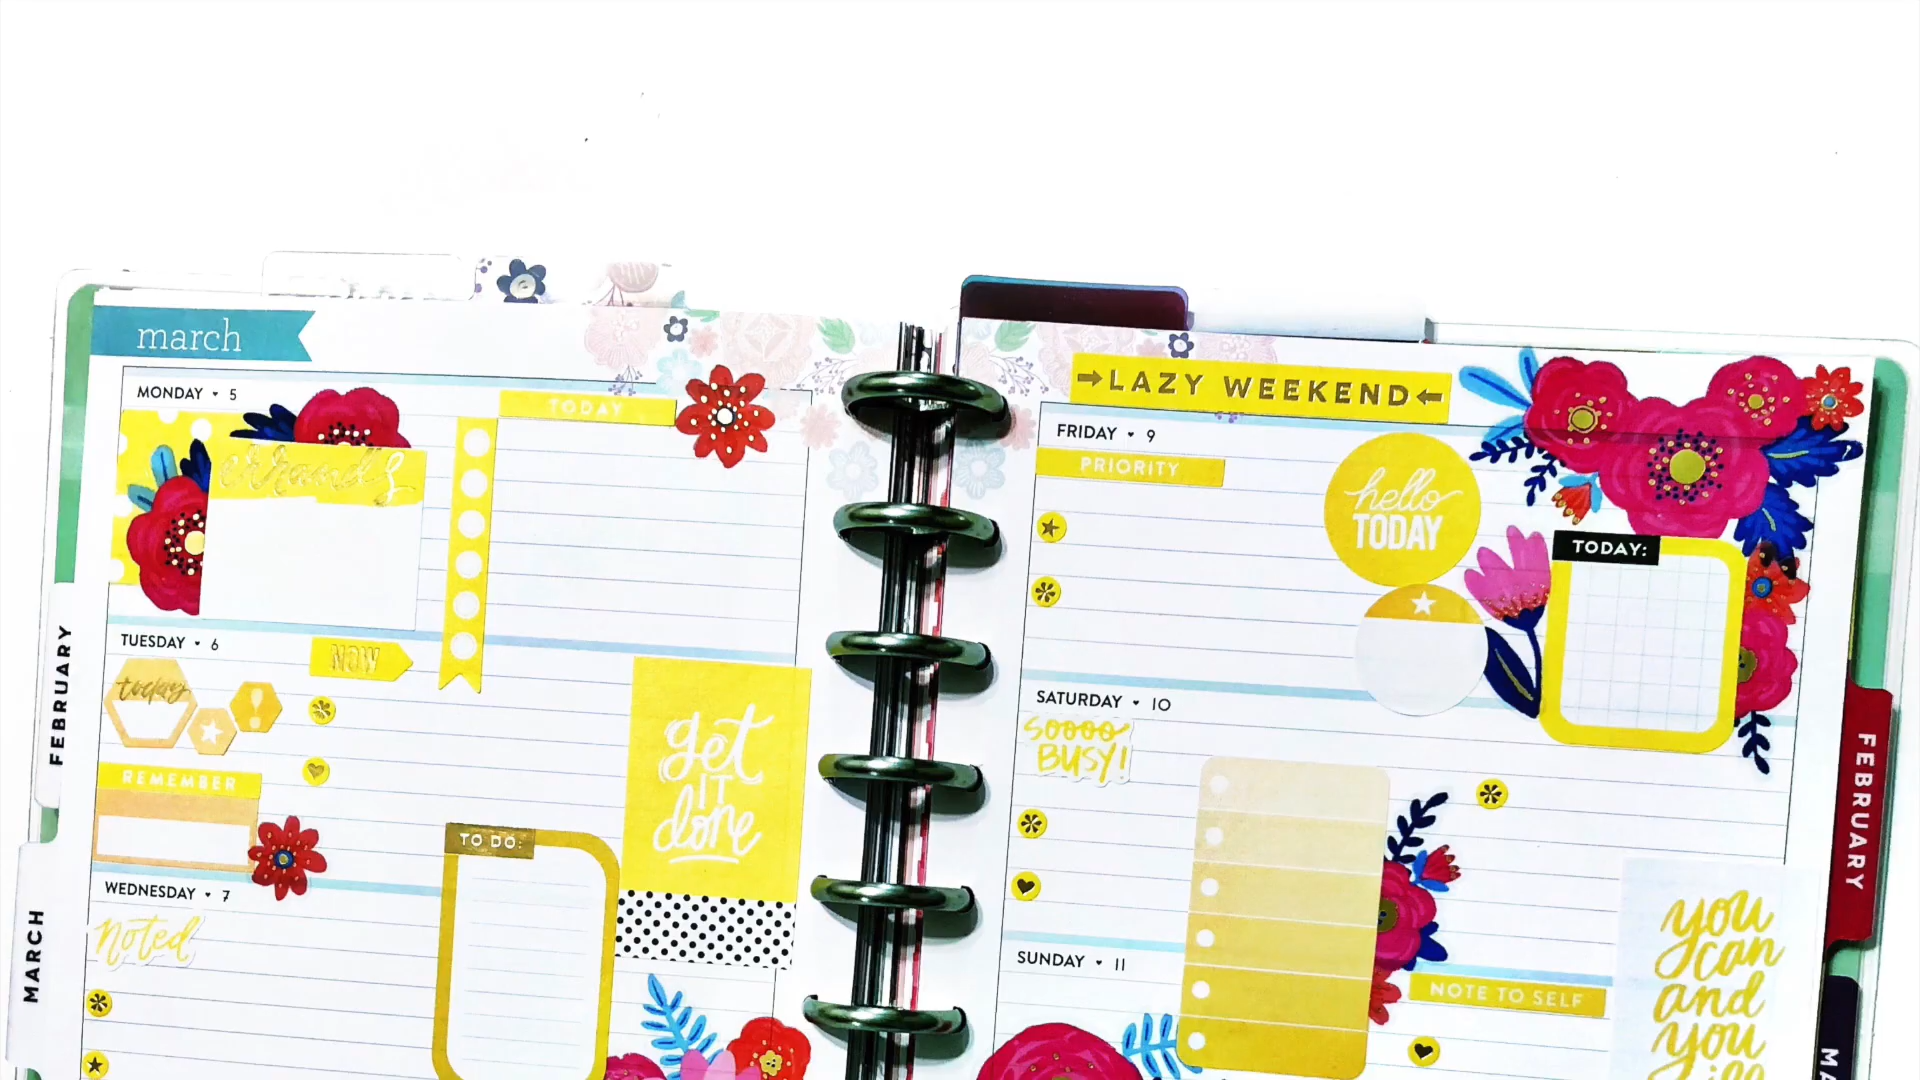 march
MONDAY ♥ 5
errands
TODAY
TUESDAY ♥ 6
NOW
today
!
REMEMBER
get
IT
done
TO DO:
WEDNESDAY ♥ 7
Noted
FEBRUARY
MARCH
→LAZY WEEKEND←
FRIDAY ♥ 9
PRIORITY
hello
TODAY
TODAY:
SATURDAY ♥ 10
SOOOO
BUSY!
SUNDAY ♥ 11
NOTE TO SELF
you
can
and
you
FEBRUARY
MA